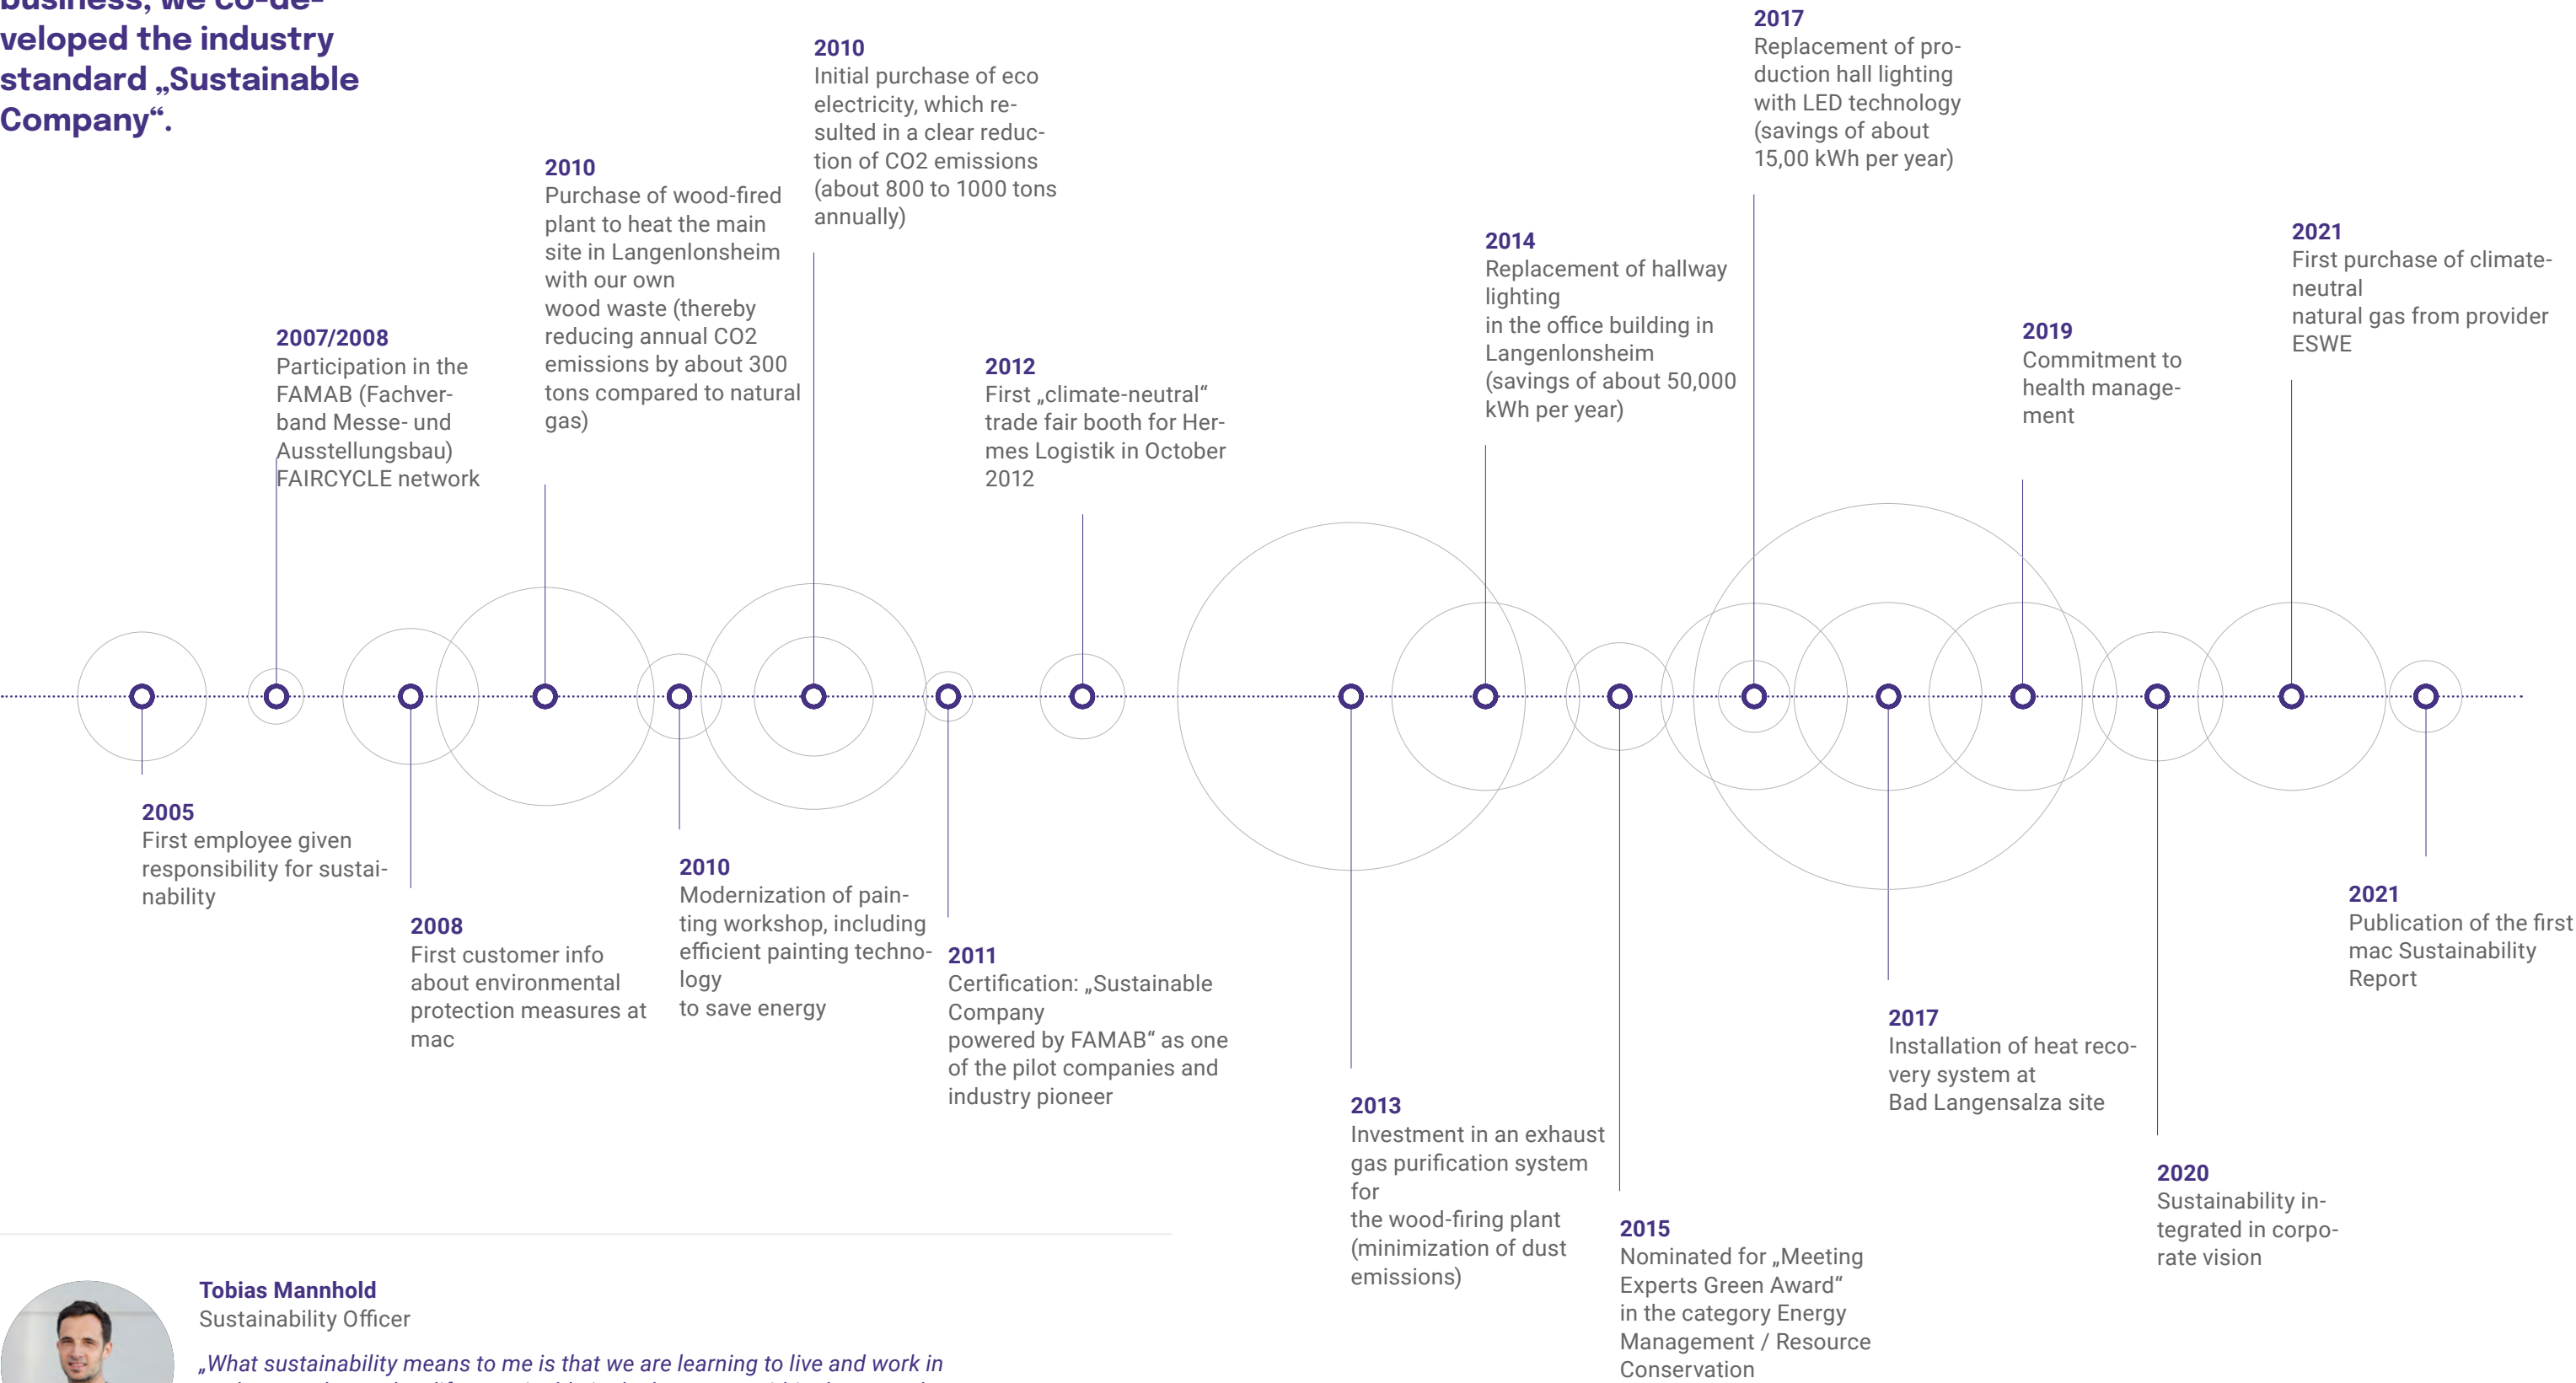 business, we co-de-
veloped the industry
standard „Sustainable
Company“.
2005
First employee given
responsibility for sustai-
nability
2007/2008
Participation in the
FAMAB (Fachver-
band Messe- und
Ausstellungsbau)
FAIRCYCLE network
2008
First customer info
about environmental
protection measures at
mac
2010
Purchase of wood-fired
plant to heat the main
site in Langenlonsheim
with our own
wood waste (thereby
reducing annual CO2
emissions by about 300
tons compared to natural
gas)
2010
Modernization of pain-
ting workshop, including
efficient painting techno-
logy
to save energy
2010
Initial purchase of eco
electricity, which re-
sulted in a clear reduc-
tion of CO2 emissions
(about 800 to 1000 tons
annually)
2011
Certification: „Sustainable
Company
powered by FAMAB“ as one
of the pilot companies and
industry pioneer
2012
First „climate-neutral“
trade fair booth for Her-
mes Logistik in October
2012
2013
Investment in an exhaust
gas purification system
for
the wood-firing plant
(minimization of dust
emissions)
2014
Replacement of hallway
lighting
in the office building in
Langenlonsheim
(savings of about 50,000
kWh per year)
2015
Nominated for „Meeting
Experts Green Award“
in the category Energy
Management / Resource
Conservation
2017
Replacement of pro-
duction hall lighting
with LED technology
(savings of about
15,00 kWh per year)
2017
Installation of heat reco-
very system at
Bad Langensalza site
2019
Commitment to
health manage-
ment
2020
Sustainability in-
tegrated in corpo-
rate vision
2021
First purchase of climate-
neutral
natural gas from provider
ESWE
2021
Publication of the first
mac Sustainability
Report
Tobias Mannhold
Sustainability Officer
„What sustainability means to me is that we are learning to live and work in